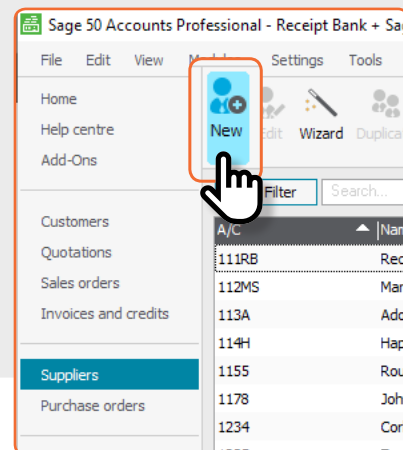 Sage 50 Accounts Professional - Receipt Bank +
File Edit View Settings Tools
Home
Help centre
Add-Ons
New Edit Wizard
Filter Search...
Customers
Quotations
Sales orders
Invoices and credits
Suppliers
Purchase orders
A/C
111RB
112MS
113A
114H
1155
1178
1234